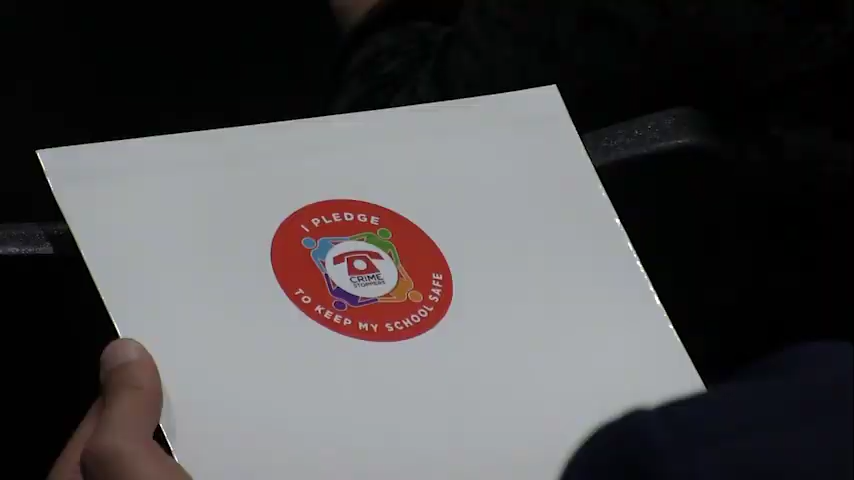 I PLEDGE
CRIME
STOPPERS
TO KEEP MY SCHOOL SAFE